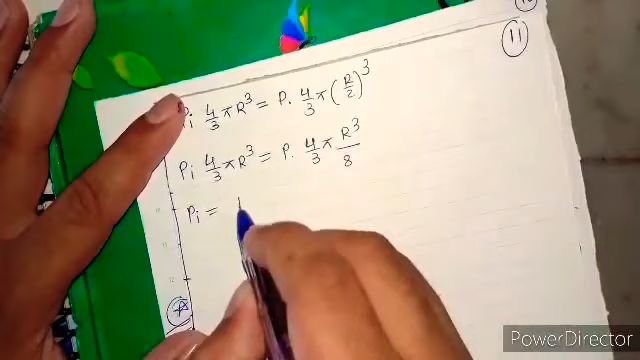 11
Pi 4/3 πR³ = P. 4/3 π (R/2)³
Pi 4/3 πR³ = P. 4/3 π R³/8
Pi =
PowerDirector